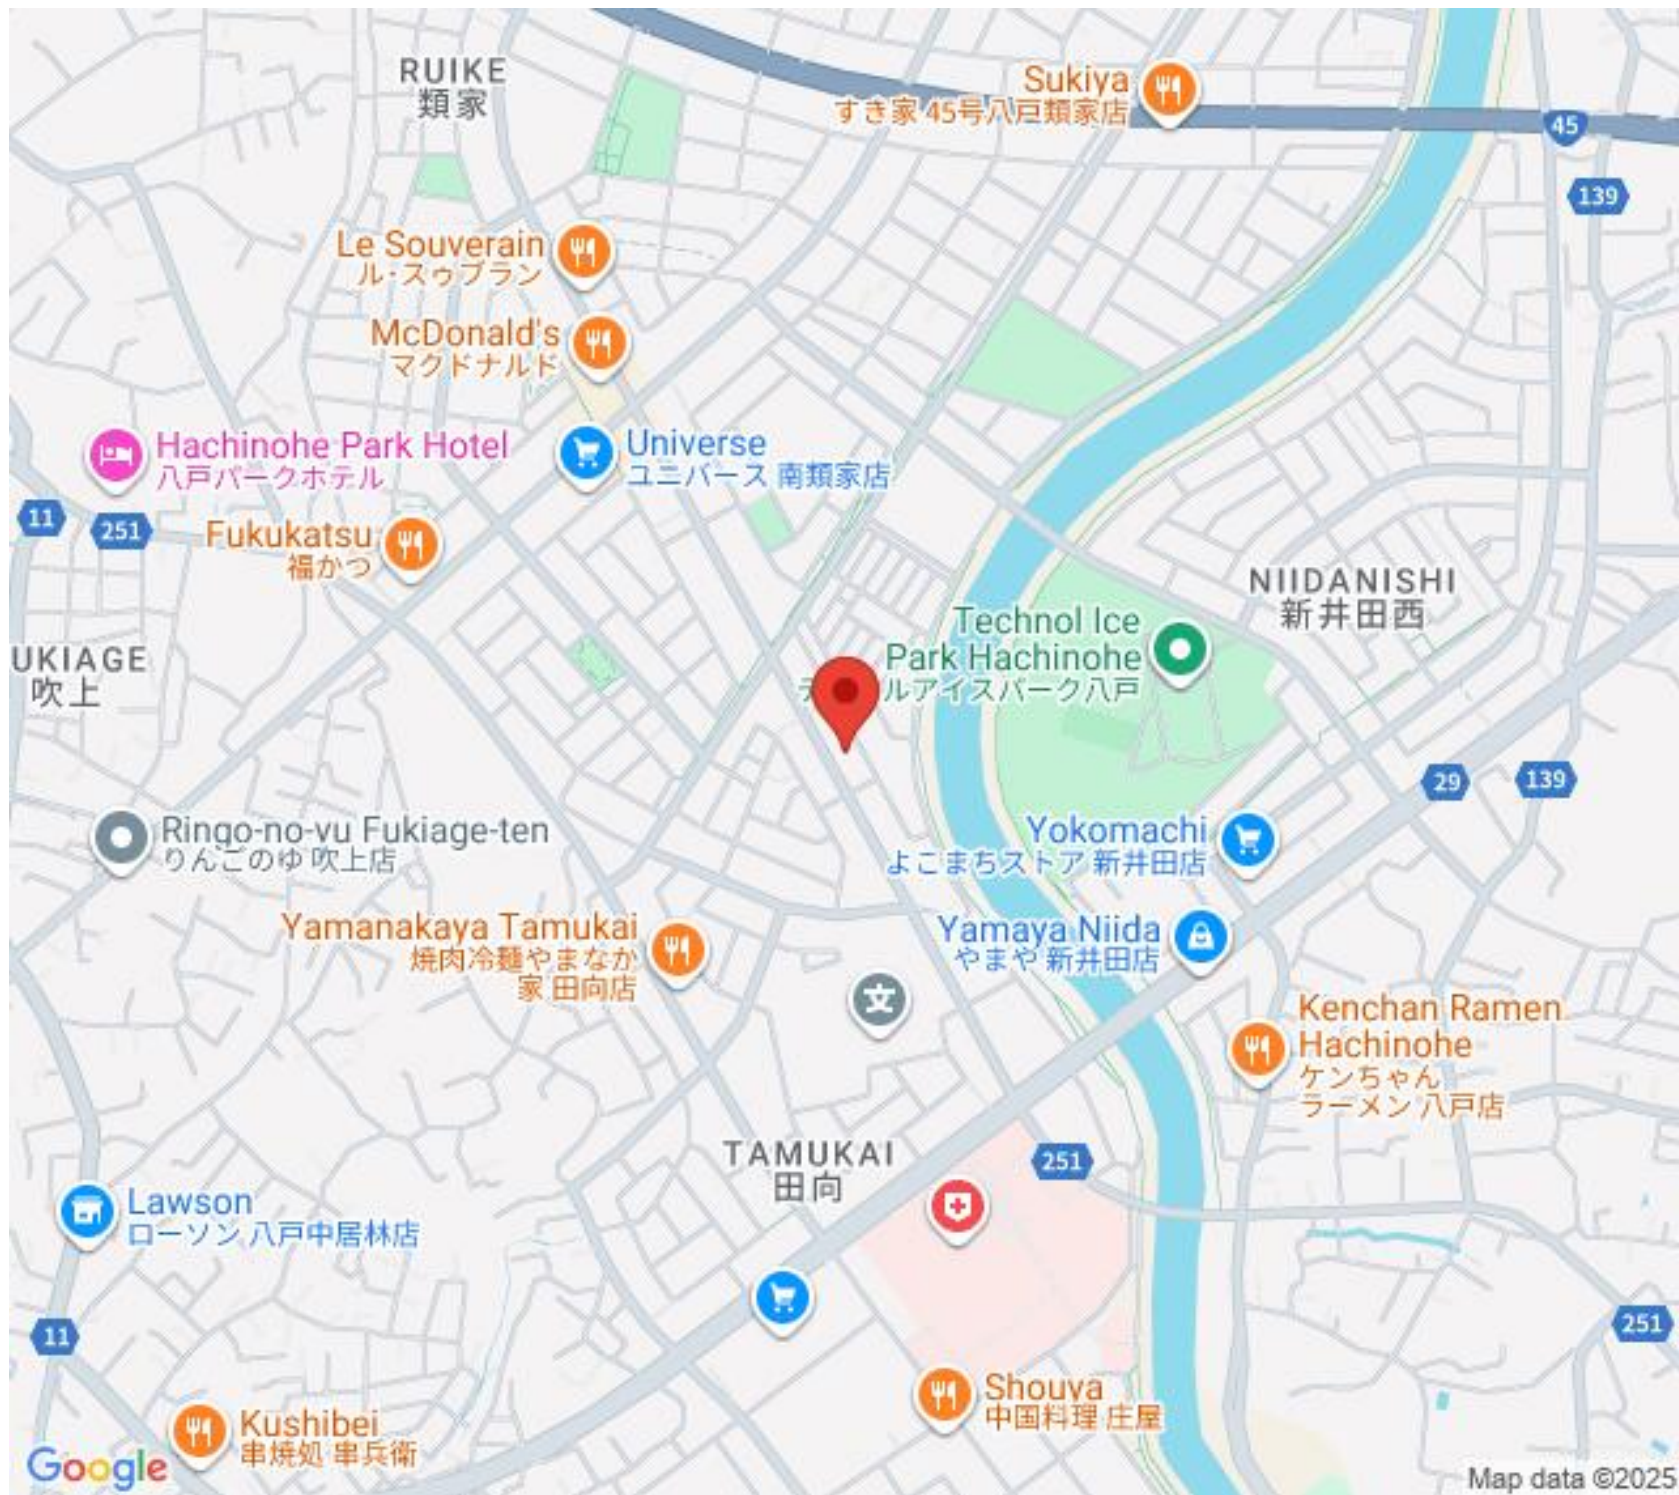 RUIKE
類家
Sukiya
すき家 45号八戸類家店
45
139
Le Souverain
ル・スゥブラン
McDonald's
マクドナルド
Hachinohe Park Hotel
八戸パークホテル
Universe
ユニバース 南類家店
11
251
Fukukatsu
福かつ
NIIDANISHI
新井田西
Technol Ice
Park Hachinohe
ルアイスパーク八戸
UKIAGE
吹上
29
139
Ringo-no-yu Fukiage-ten
りんごのゆ 吹上店
Yokomachi
よこまちストア 新井田店
Yamanakaya Tamukai
焼肉冷麺やまなか
家 田向店
Yamaya Niida
やまや 新井田店
文
Kenchan Ramen
Hachinohe
ケンちゃん
ラーメン 八戸店
TAMUKAI
田向
251
Lawson
ローソン 八戸中居林店
11
251
Shouya
中国料理 庄屋
Kushibei
串焼処 串兵衛
Google
Map data ©2025